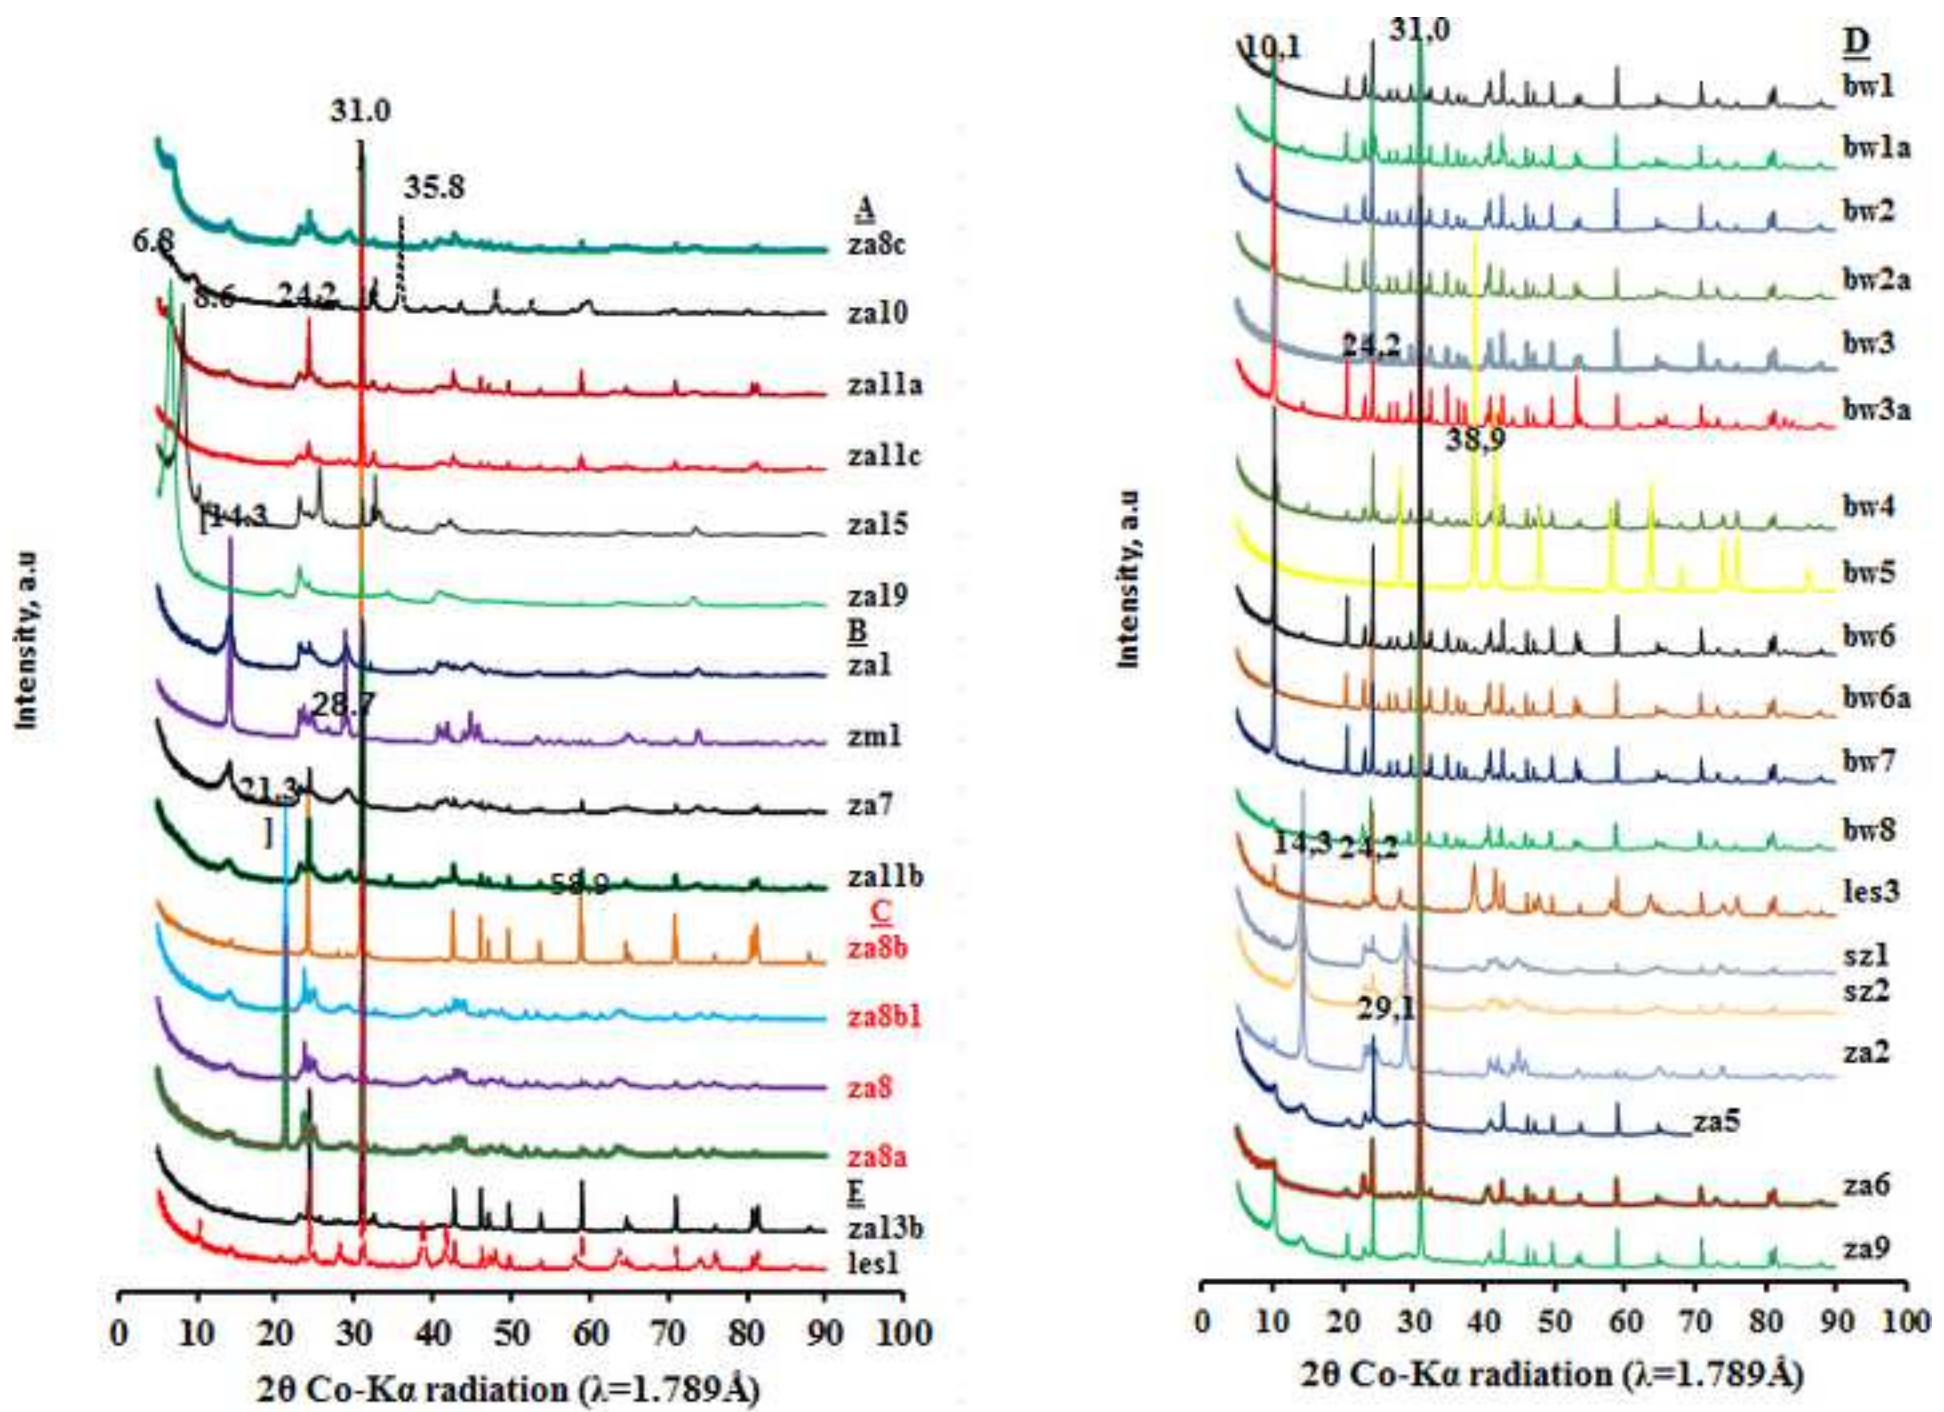 31.0
35.8
A
za8c
6.8
8.6
24.2
za10
za11a
za11c
[14.3
za15
za19
B
za1
28.7
zm1
21.3
]
za7
58.9
za11b
C
za8b
za8b1
za8
za8a
E
za13b
les1
0 10 20 30 40 50 60 70 80 90 100
2θ Co-Kα radiation (λ=1.789Å)
Intensity, a.u
31,0
10,1
D
bw1
bw1a
bw2
bw2a
24,2
bw3
bw3a
38,9
bw4
bw5
bw6
bw6a
bw7
bw8
14,3
24,2
les3
sz1
sz2
29,1
za2
za5
za6
za9
0 10 20 30 40 50 60 70 80 90 100
2θ Co-Kα radiation (λ=1.789Å)
Intensity, a.u